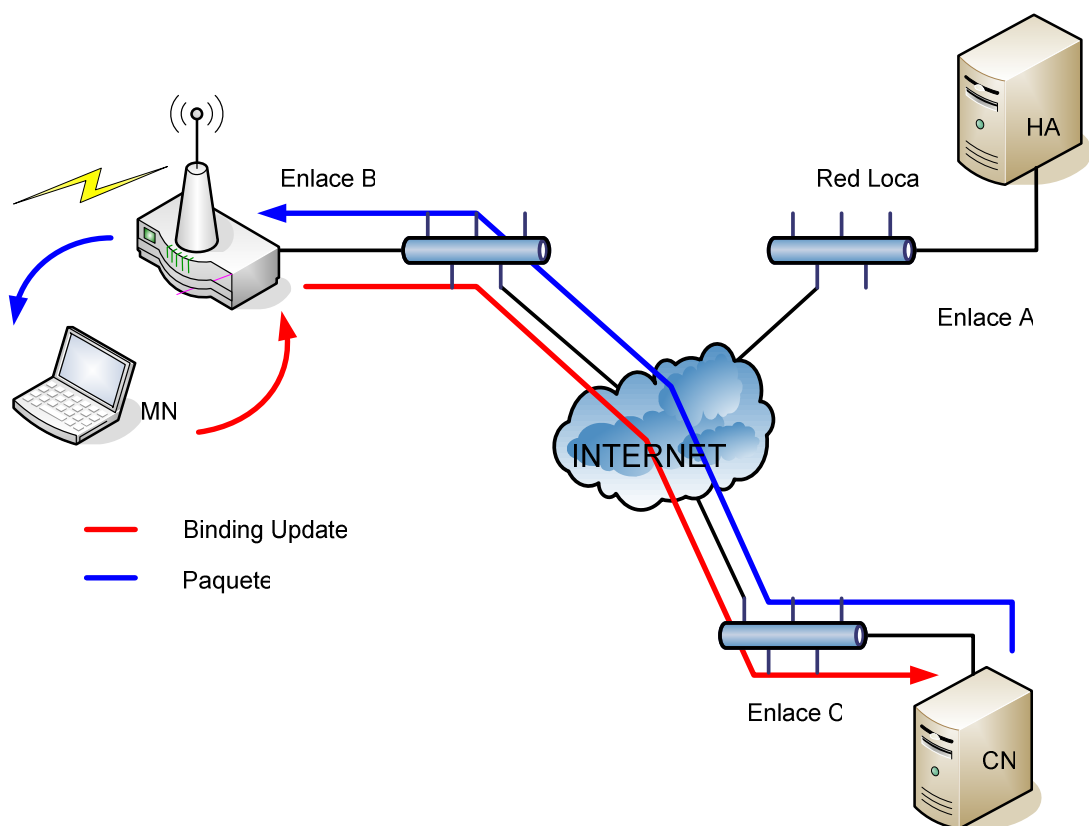 HA
Enlace B
Red Loca
Enlace A
MN
INTERNET
Binding Update
Paquete
Enlace C
CN